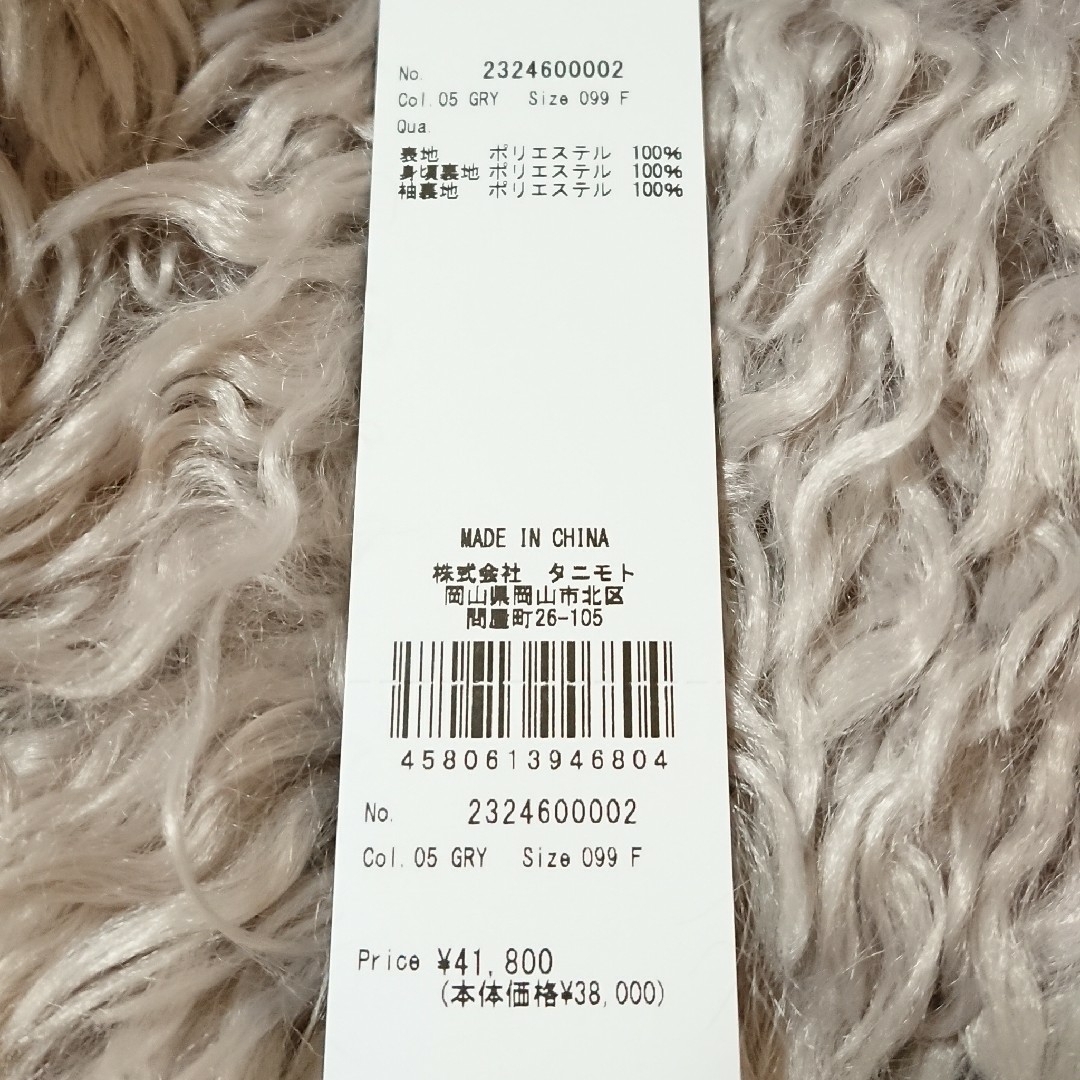 No. 2324600002
Col.05 GRY Size 099 F
Qua.
表地 ポリエステル 100%
身頃裏地 ポリエステル 100%
袖裏地 ポリエステル 100%
MADE IN CHINA
株式会社 タニモト
岡山県岡山市北区
問屋町26-105
4580613946804
No. 2324600002
Col.05 GRY Size 099 F
Price ¥41,800
(本体価格¥38,000)